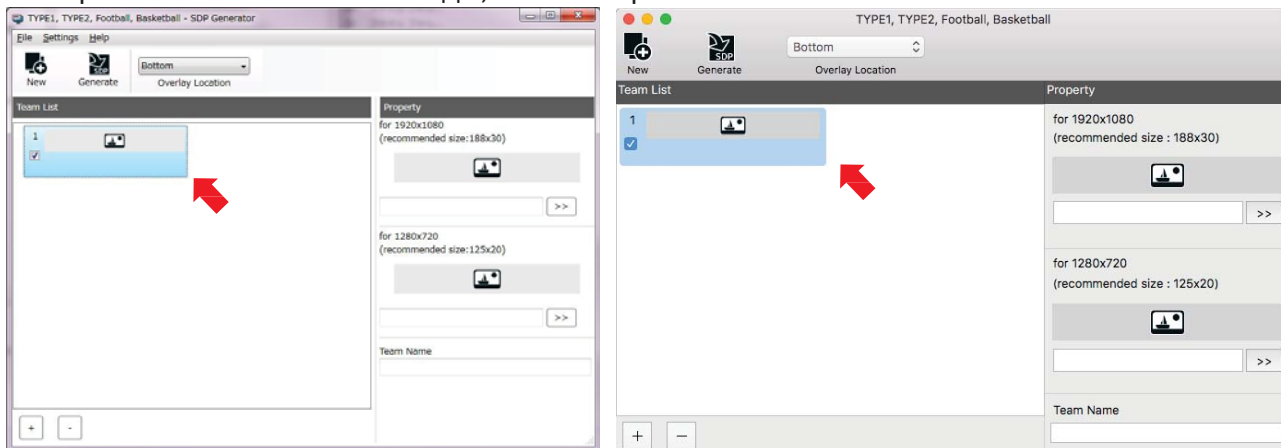 TYPE1, TYPE2, Football, Basketball - SDP Generator
File Settings Help
New
Generate
Bottom
Overlay Location
Team List
1
Property
for 1920x1080
(recommended size:188x30)
>>
for 1280x720
(recommended size:125x20)
>>
Team Name
+
-
TYPE1, TYPE2, Football, Basketball
New
SDP
Generate
Bottom
Overlay Location
Team List
1
Property
for 1920x1080
(recommended size : 188x30)
>>
for 1280x720
(recommended size : 125x20)
>>
Team Name
+
−